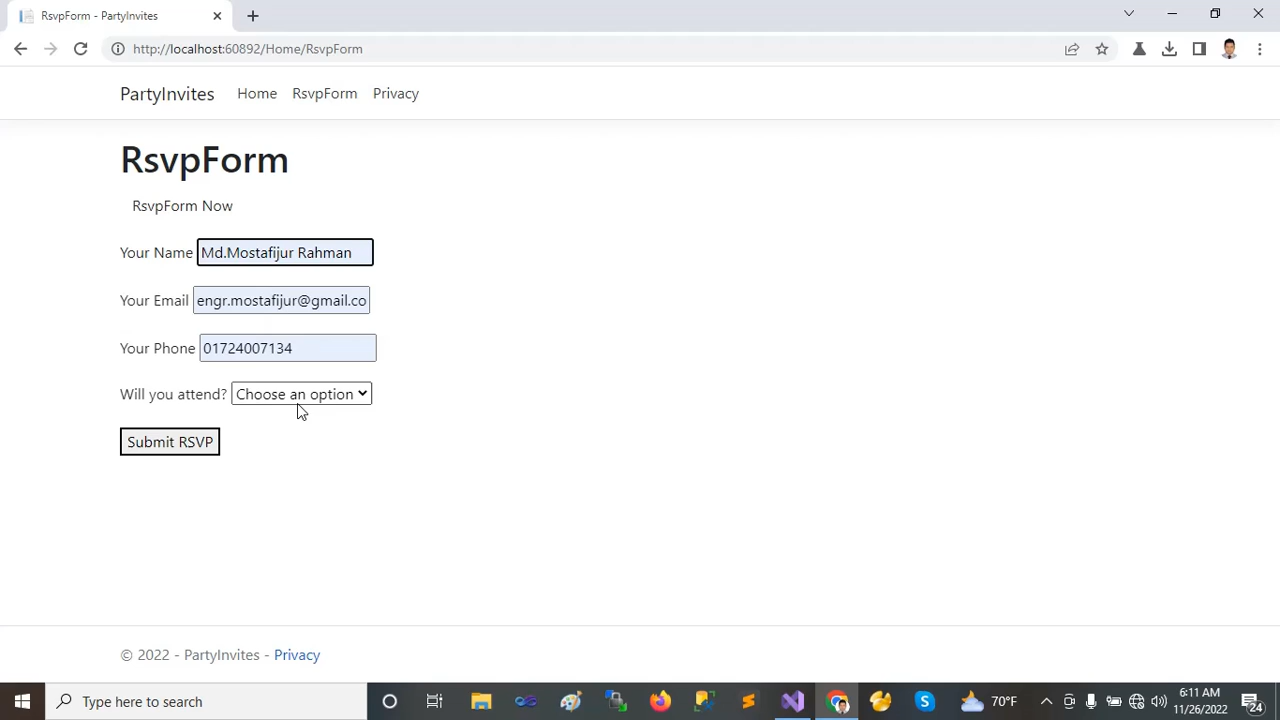 RsvpForm - PartyInvites
http://localhost:60892/Home/RsvpForm
PartyInvites Home RsvpForm Privacy
RsvpForm
RsvpForm Now
Your Name Md.Mostafijur Rahman
Your Email engr.mostafijur@gmail.co
Your Phone 01724007134
Will you attend? Choose an option
Submit RSVP
© 2022 - PartyInvites - Privacy
Type here to search
70°F
6:11 AM
11/26/2022
24